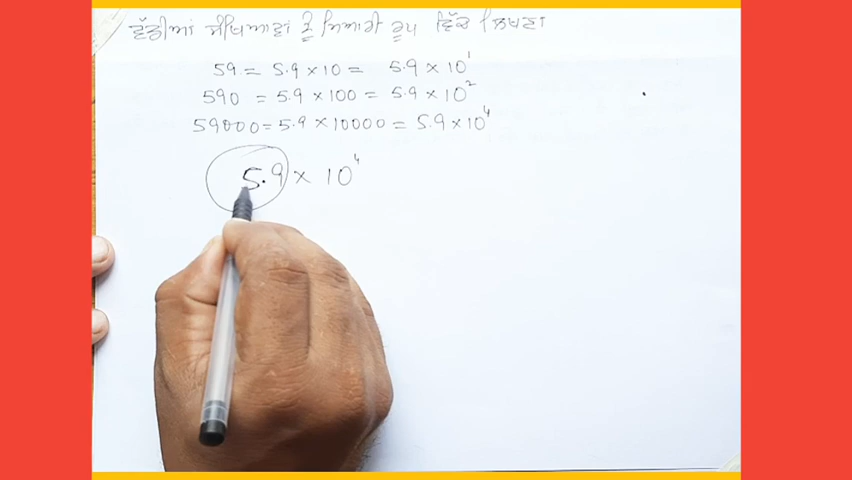 ਵੱਡੀਆਂ ਸੰਖਿਆਵਾਂ ਨੂੰ ਮਿਆਰੀ ਰੂਪ ਵਿੱਚ ਲਿਖਣਾ
59 = 5.9 × 10 = 5.9 × 10¹
590 = 5.9 × 100 = 5.9 × 10²
59000 = 5.9 × 10000 = 5.9 × 10⁴
5.9 × 10⁴